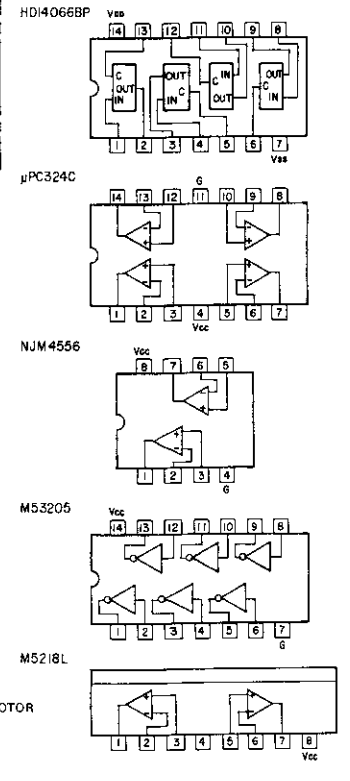 HD14066BP VDD
14 13 12 11 10 9 8
C OUT IN
OUT IN C
IN C OUT
IN C OUT
1 2 3 4 5 6 7
VSS
μPC324C
G
14 13 12 11 10 9 8
1 2 3 4 5 6 7
Vcc
NJM4556
Vcc
8 7 6 5
1 2 3 4
G
M53205
Vcc
14 13 12 11 10 9 8
1 2 3 4 5 6 7
G
M5218L
OTOR
1 2 3 4 5 6 7 8
Vcc